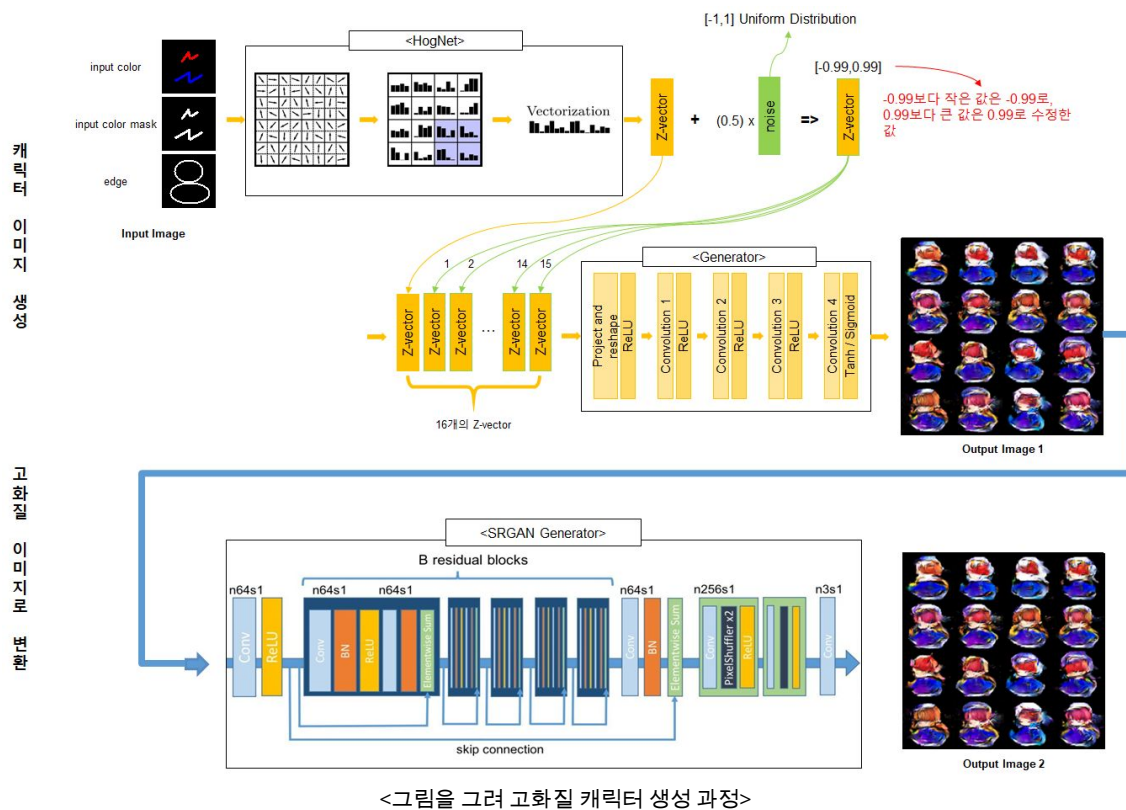 [-1,1] Uniform Distribution
<HogNet>
input color
input color mask
edge
Input Image
Vectorization
Z-vector
+
(0.5) x
noise
=>
[-0.99,0.99]
Z-vector
-0.99보다 작은 값은 -0.99로,
0.99보다 큰 값은 0.99로 수정한
값
캐릭터 이미지 생성
1
2
14
15
Z-vector
Z-vector
Z-vector
...
Z-vector
Z-vector
16개의 Z-vector
<Generator>
Project and
reshape
ReLU
Convolution 1
ReLU
Convolution 2
ReLU
Convolution 3
ReLU
Convolution 4
Tanh / Sigmoid
Output Image 1
고화질 이미지로 변환
<SRGAN Generator>
B residual blocks
n64s1
n64s1
n64s1
n64s1
n256s1
n3s1
Conv
ReLU
Conv
BN
ReLU
Elementwise Sum
Conv
BN
Elementwise Sum
Conv
PixelShuffler x2
ReLU
Conv
skip connection
Output Image 2
<그림을 그려 고화질 캐릭터 생성 과정>